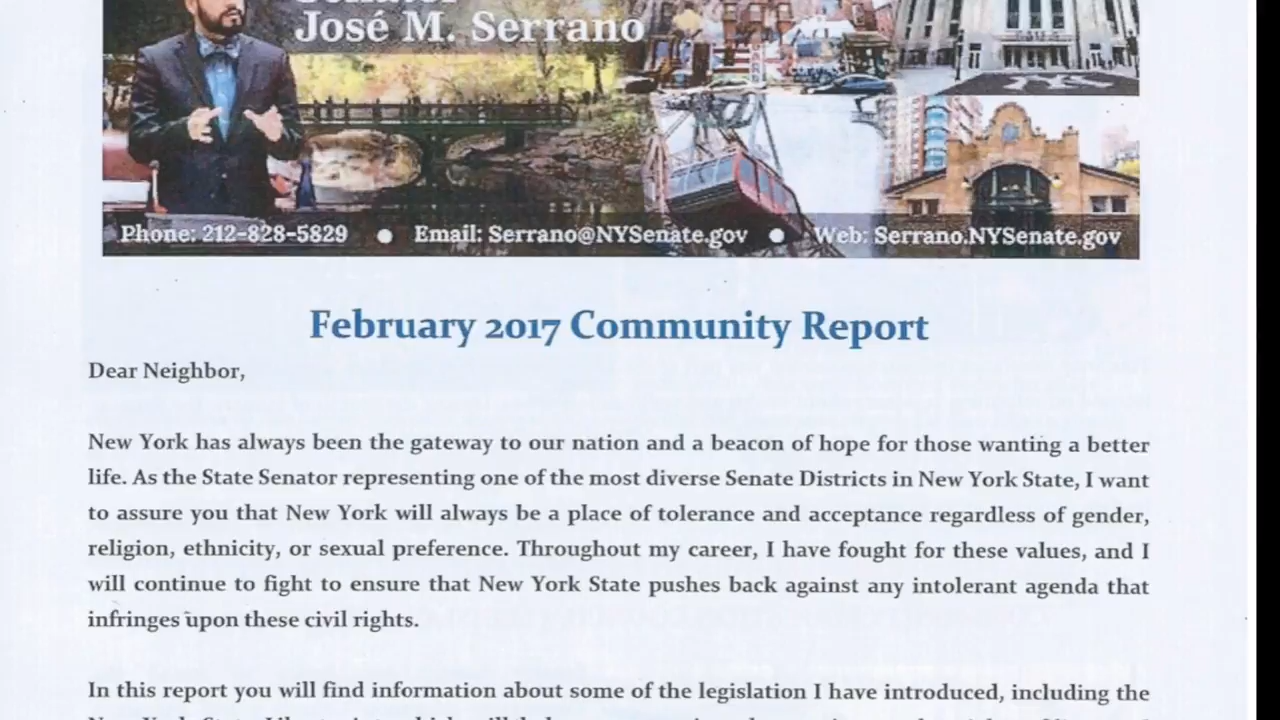 José M. Serrano
Phone: 212-828-5829 ● Email: Serrano@NYSenate.gov ● Web: Serrano.NYSenate.gov
February 2017 Community Report
Dear Neighbor,
New York has always been the gateway to our nation and a beacon of hope for those wanting a better
life. As the State Senator representing one of the most diverse Senate Districts in New York State, I want
to assure you that New York will always be a place of tolerance and acceptance regardless of gender,
religion, ethnicity, or sexual preference. Throughout my career, I have fought for these values, and I
will continue to fight to ensure that New York State pushes back against any intolerant agenda that
infringes upon these civil rights.
In this report you will find information about some of the legislation I have introduced, including the